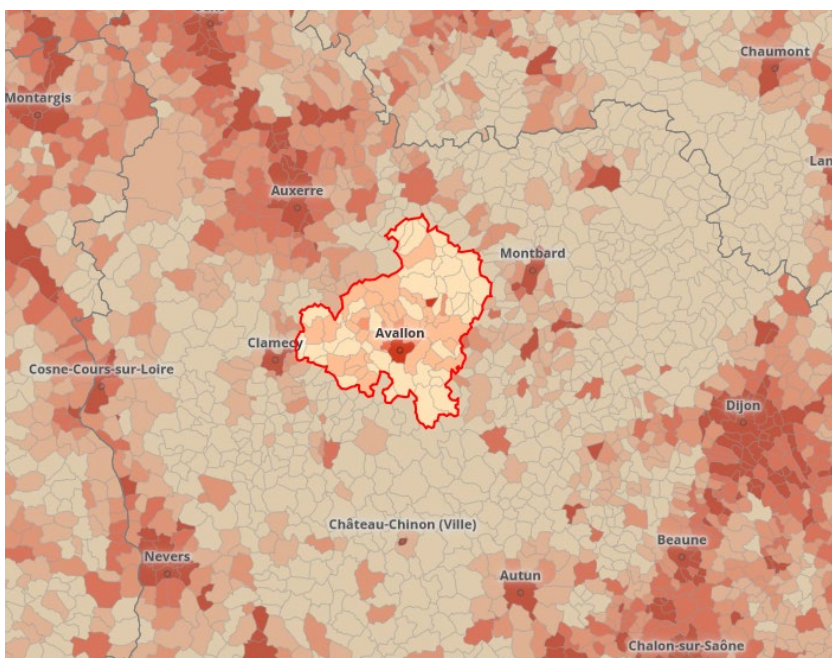 Chaumont
Montargis
Lan
Auxerre
Montbard
Avallon
Clamecy
Cosne-Cours-sur-Loire
Dijon
Château-Chinon (Ville)
Beaune
Nevers
Autun
Chalon-sur-Saône